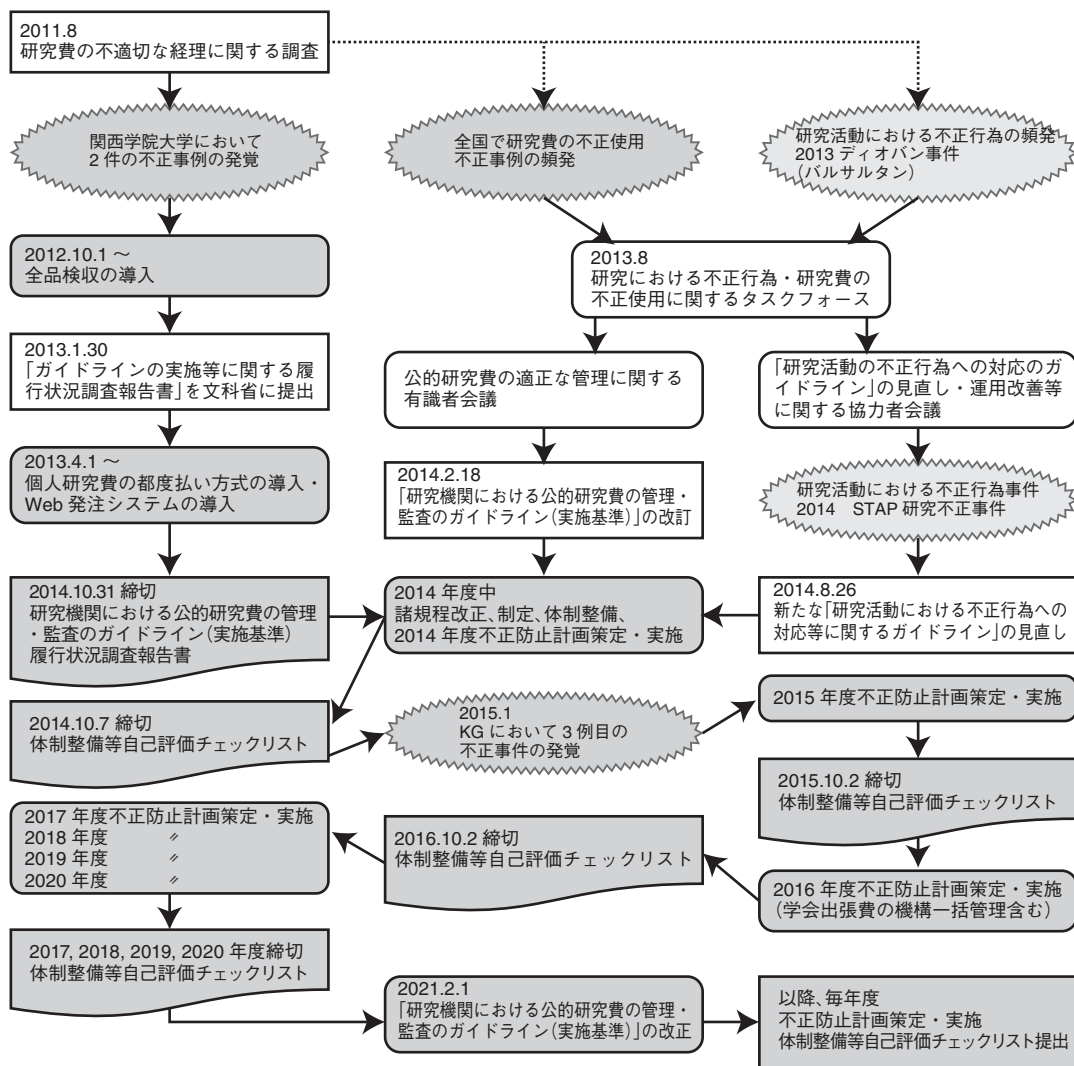 2011.8
研究費の不適切な経理に関する調査
関西学院大学において
2 件の不正事例の発覚
全国で研究費の不正使用
不正事例の頻発
研究活動における不正行為の頻発
2013 ディオバン事件
(バルサルタン)
2012.10.1 ～
全品検収の導入
2013.8
研究における不正行為・研究費の
不正使用に関するタスクフォース
2013.1.30
「ガイドラインの実施等に関する履
行状況調査報告書」を文科省に提出
公的研究費の適正な管理に関する
有識者会議
「研究活動の不正行為への対応のガ
イドライン」の見直し・運用改善等
に関する協力者会議
2013.4.1 ～
個人研究費の都度払い方式の導入・
Web 発注システムの導入
2014.2.18
「研究機関における公的研究費の管理・
監査のガイドライン(実施基準)」の改訂
研究活動における不正行為事件
2014　STAP 研究不正事件
2014.10.31 締切
研究機関における公的研究費の管理
・監査のガイドライン(実施基準)
履行状況調査報告書
2014 年度中
諸規程改正、制定、体制整備、
2014 年度不正防止計画策定・実施
2014.8.26
新たな「研究活動における不正行為への
対応等に関するガイドライン」の見直し
2014.10.7 締切
体制整備等自己評価チェックリスト
2015.1
KG において 3 例目の
不正事件の発覚
2015 年度不正防止計画策定・実施
2015.10.2 締切
体制整備等自己評価チェックリスト
2017 年度不正防止計画策定・実施
2018 年度　　〃
2019 年度　　〃
2020 年度　　〃
2016.10.2 締切
体制整備等自己評価チェックリスト
2016 年度不正防止計画策定・実施
(学会出張費の機構一括管理含む)
2017, 2018, 2019, 2020 年度締切
体制整備等自己評価チェックリスト
2021.2.1
「研究機関における公的研究費の管理・
監査のガイドライン(実施基準)」の改正
以降、毎年度
不正防止計画策定・実施
体制整備等自己評価チェックリスト提出